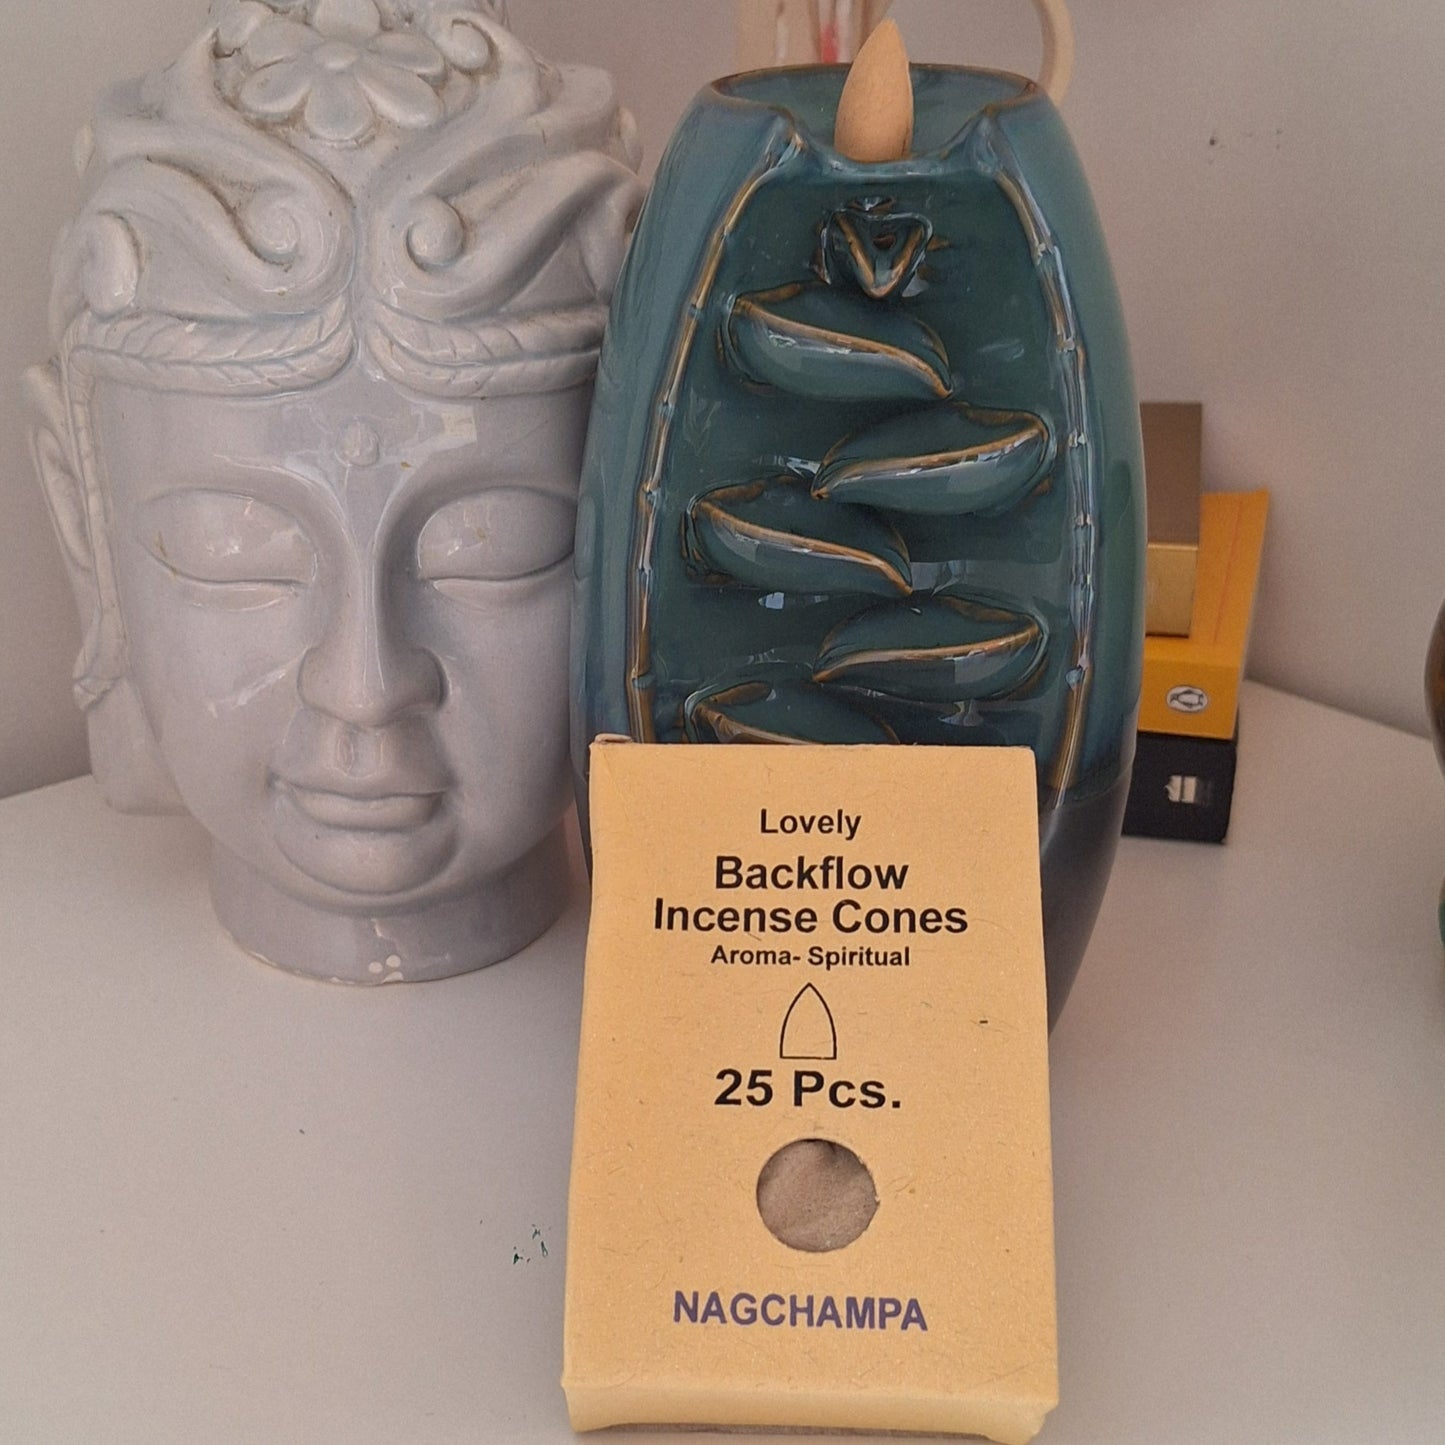 Lovely
Backflow
Incense Cones
Aroma- Spiritual
25 Pcs.
NAGCHAMPA